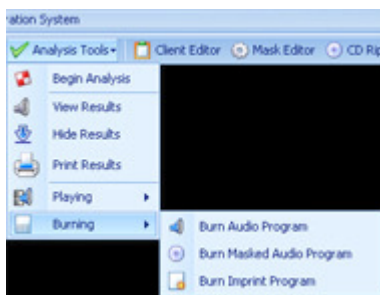 ation System
Analysis Tools Client Editor Mask Editor CD Rip
Begin Analysis
View Results
Hide Results
Print Results
Playing
Burning
Burn Audio Program
Burn Masked Audio Program
Burn Imprint Program